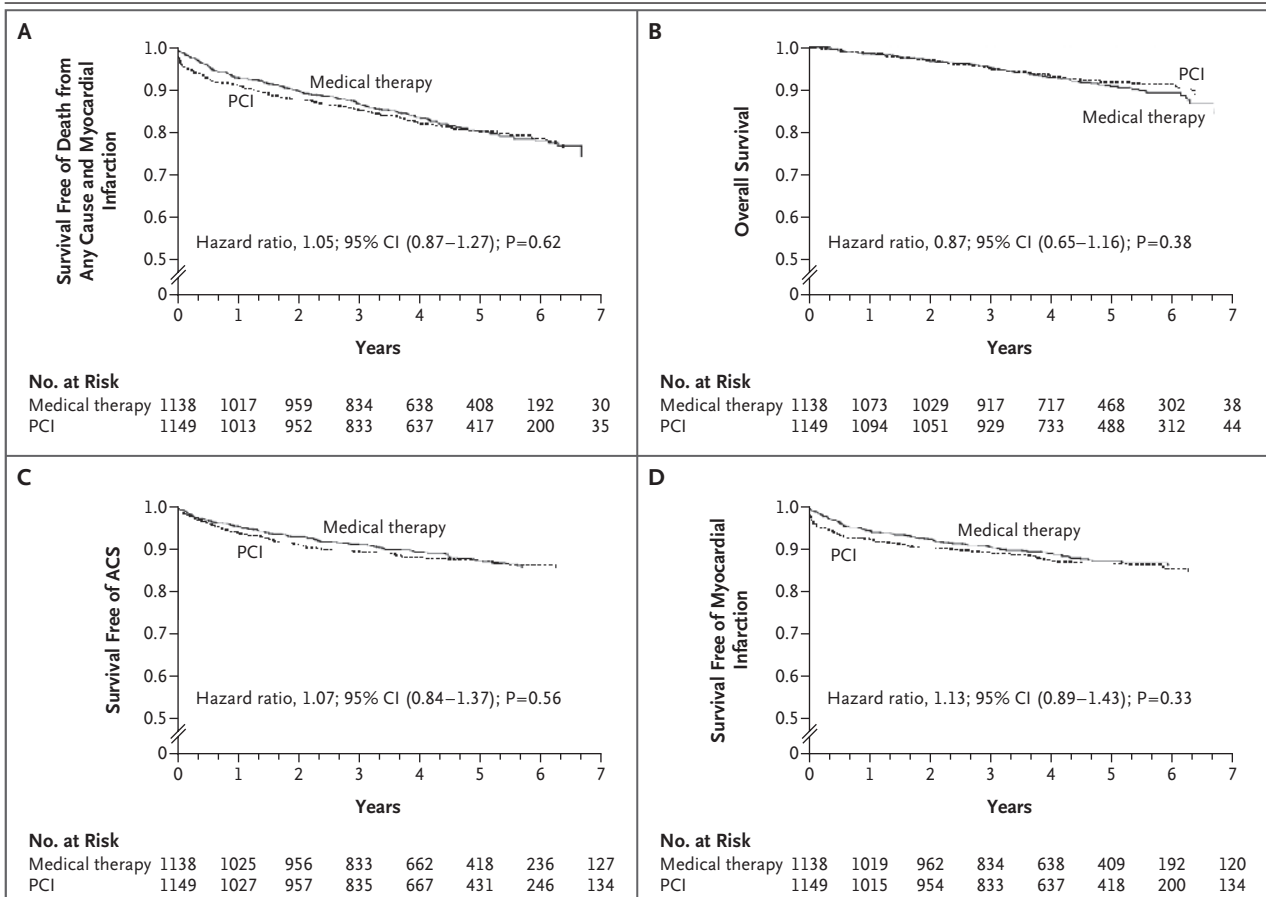 A
Survival Free of Death from
Any Cause and Myocardial
Infarction
1.0
0.9
0.8
0.7
0.6
0.5
0
Medical therapy
PCI
Hazard ratio, 1.05; 95% CI (0.87–1.27); P=0.62
0 1 2 3 4 5 6 7
Years
No. at Risk
Medical therapy 1138 1017 959 834 638 408 192 30
PCI 1149 1013 952 833 637 417 200 35
B
Overall Survival
1.0
0.9
0.8
0.7
0.6
0.5
0
PCI
Medical therapy
Hazard ratio, 0.87; 95% CI (0.65–1.16); P=0.38
0 1 2 3 4 5 6 7
Years
No. at Risk
Medical therapy 1138 1073 1029 917 717 468 302 38
PCI 1149 1094 1051 929 733 488 312 44
C
Survival Free of ACS
1.0
0.9
0.8
0.7
0.6
0.5
0
Medical therapy
PCI
Hazard ratio, 1.07; 95% CI (0.84–1.37); P=0.56
0 1 2 3 4 5 6 7
Years
No. at Risk
Medical therapy 1138 1025 956 833 662 418 236 127
PCI 1149 1027 957 835 667 431 246 134
D
Survival Free of Myocardial
Infarction
1.0
0.9
0.8
0.7
0.6
0.5
0
Medical therapy
PCI
Hazard ratio, 1.13; 95% CI (0.89–1.43); P=0.33
0 1 2 3 4 5 6 7
Years
No. at Risk
Medical therapy 1138 1019 962 834 638 409 192 120
PCI 1149 1015 954 833 637 418 200 134